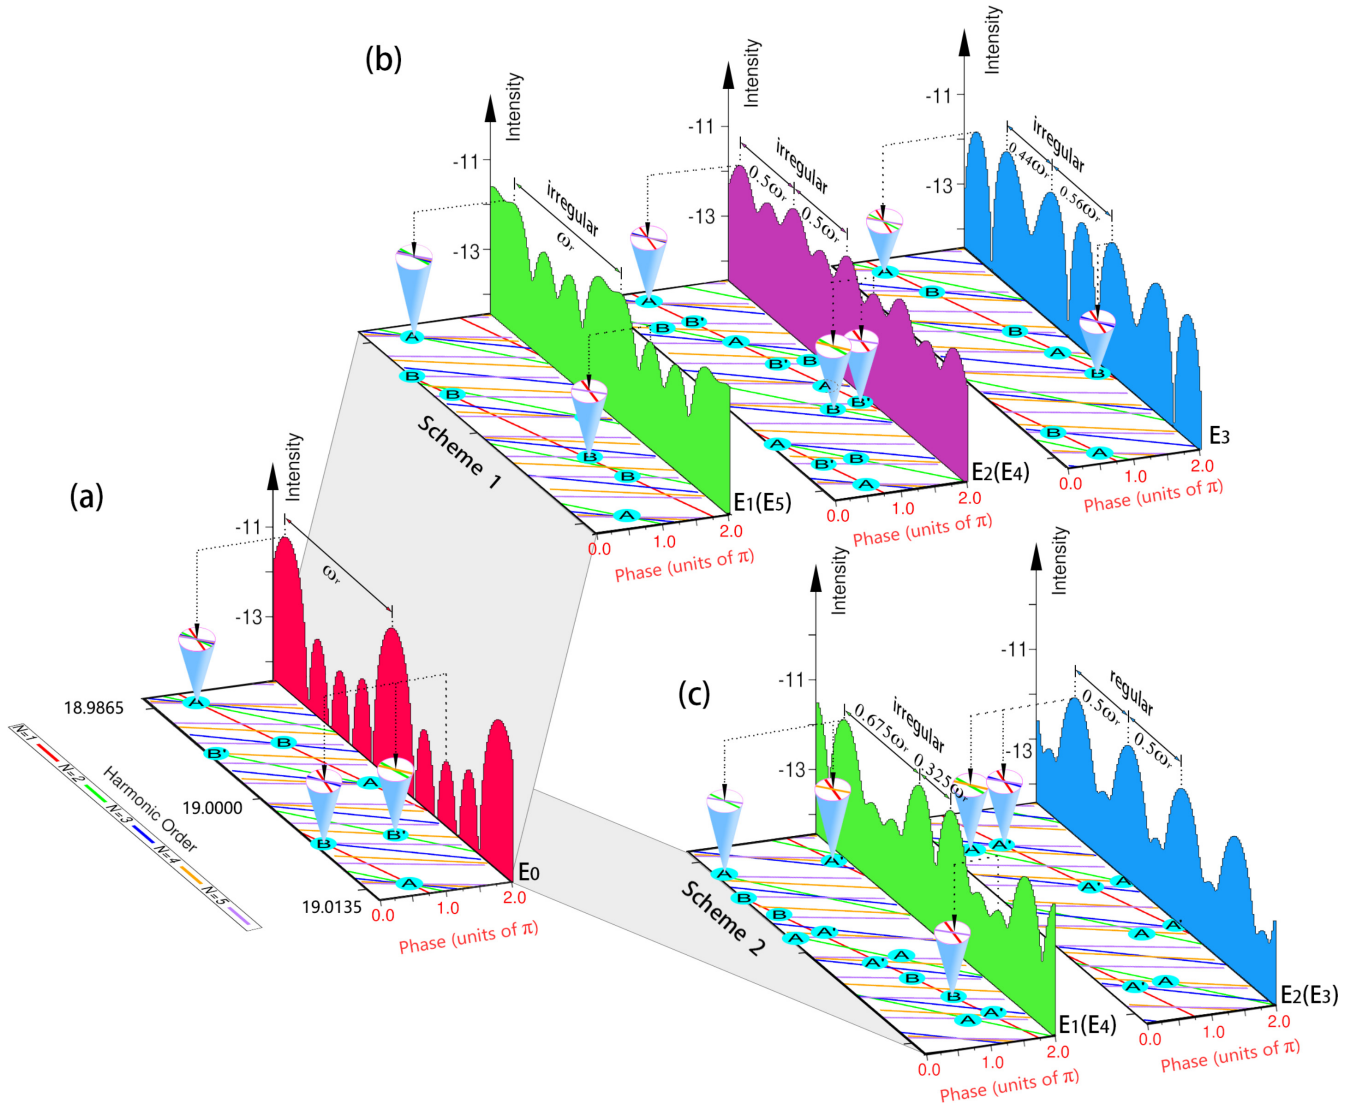 (b)
Intensity
-11
-13
irregular
ωr
A
B
B
B
B
A
Scheme 1
E1(E5)
0.0
1.0
2.0
Phase (units of π)
Intensity
-11
-13
irregular
0.5ωr
0.5ωr
A
B'
B
A
B'
B
A
B
B'
A
B'
B
A
E2(E4)
0.0
1.0
2.0
Phase (units of π)
Intensity
-11
-13
irregular
0.44ωr
0.56ωr
A
B
B
A
B
B
A
E3
0.0
1.0
2.0
Phase (units of π)
(a)
Intensity
-11
-13
ωr
A
B
B'
A
B
B'
A
18.9865
19.0000
19.0135
E0
0.0
1.0
2.0
Phase (units of π)
Harmonic Order
N=1
N=2
N=3
N=4
N=5
(c)
Intensity
-11
-13
irregular
0.675ωr
0.325ωr
A
A'
B
B
A
A'
A'
A
B
B
A
A'
Scheme 2
E1(E4)
0.0
1.0
2.0
Phase (units of π)
Intensity
-11
-13
regular
0.5ωr
0.5ωr
A
A'
A'
A
A'
A'
A'
A
E2(E3)
0.0
1.0
2.0
Phase (units of π)